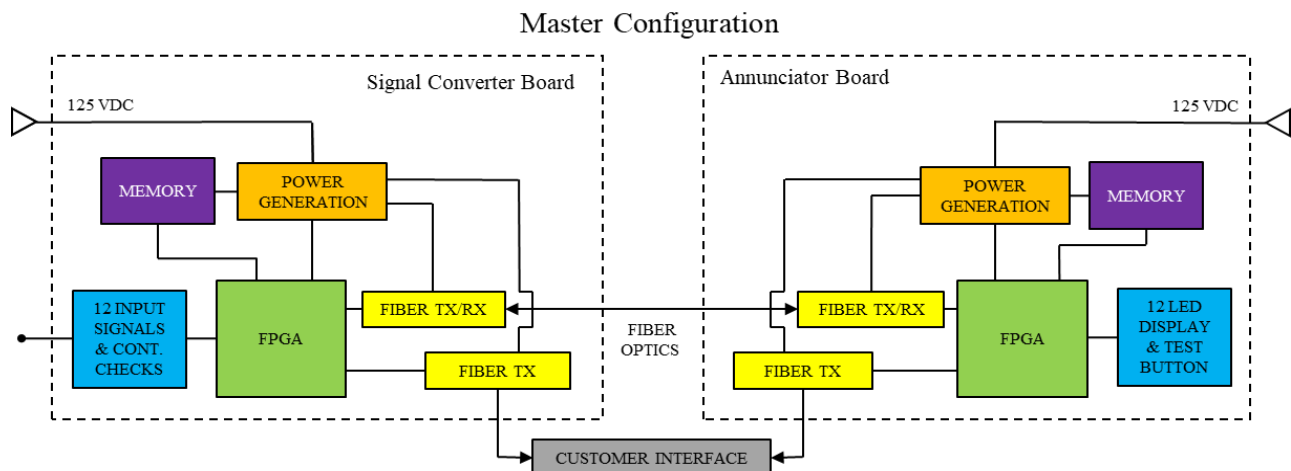 Master Configuration
Signal Converter Board
125 VDC
MEMORY
POWER
GENERATION
12 INPUT
SIGNALS
& CONT.
CHECKS
FPGA
FIBER TX/RX
FIBER TX
FIBER
OPTICS
Annunciator Board
125 VDC
POWER
GENERATION
MEMORY
FIBER TX/RX
FPGA
12 LED
DISPLAY
& TEST
BUTTON
FIBER TX
CUSTOMER INTERFACE